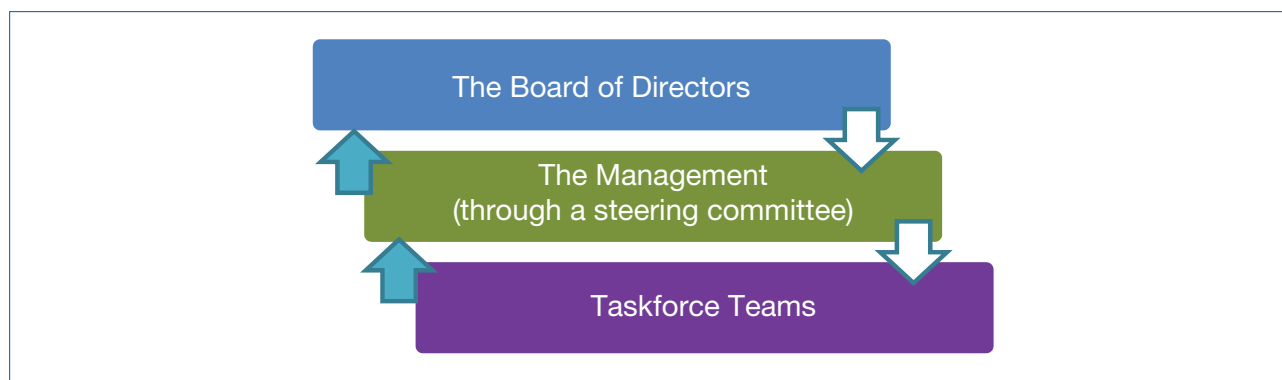 The Board of Directors
The Management
(through a steering committee)
Taskforce Teams